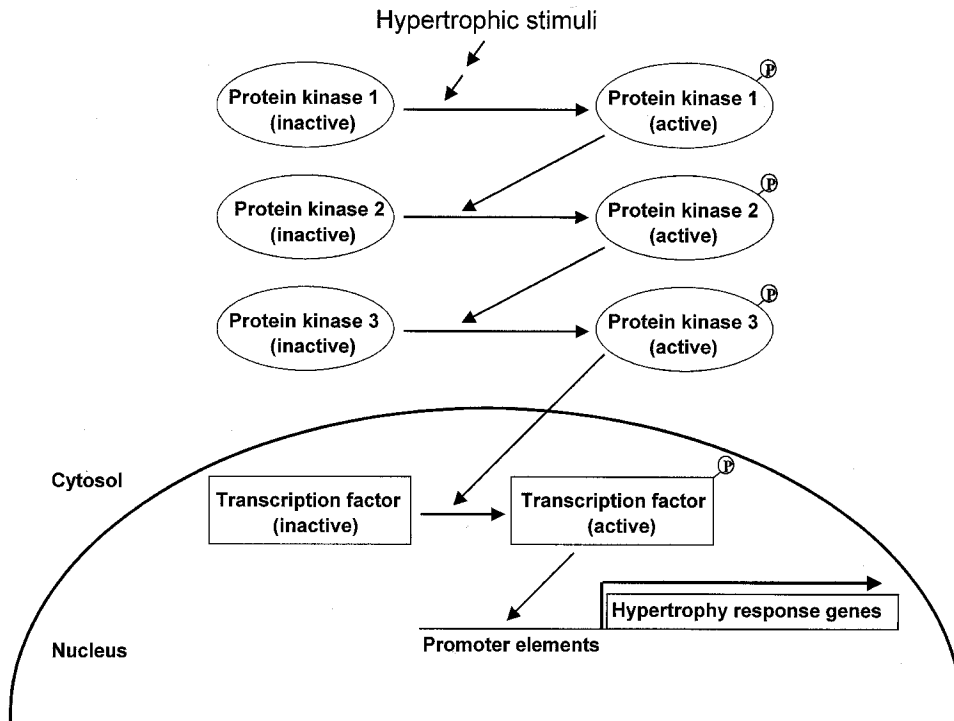 Hypertrophic stimuli
P
Protein kinase 1
(inactive)
Protein kinase 1
(active)
P
Protein kinase 2
(inactive)
Protein kinase 2
(active)
P
Protein kinase 3
(inactive)
Protein kinase 3
(active)
Cytosol
P
Transcription factor
(inactive)
Transcription factor
(active)
Hypertrophy response genes
Promoter elements
Nucleus